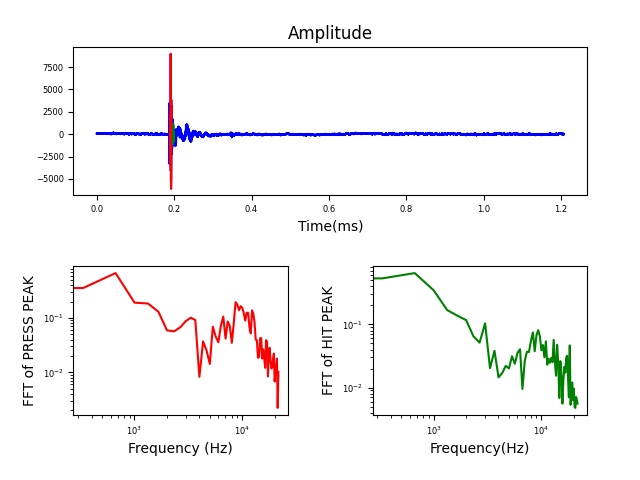 Amplitude
7500
5000
2500
0
−2500
−5000
0.0 0.2 0.4 0.6 0.8 1.0 1.2
Time(ms)
FFT of PRESS PEAK
10⁻¹
10⁻²
10³ 10⁴
Frequency (Hz)
FFT of HIT PEAK
10⁻¹
10⁻²
10³ 10⁴
Frequency(Hz)